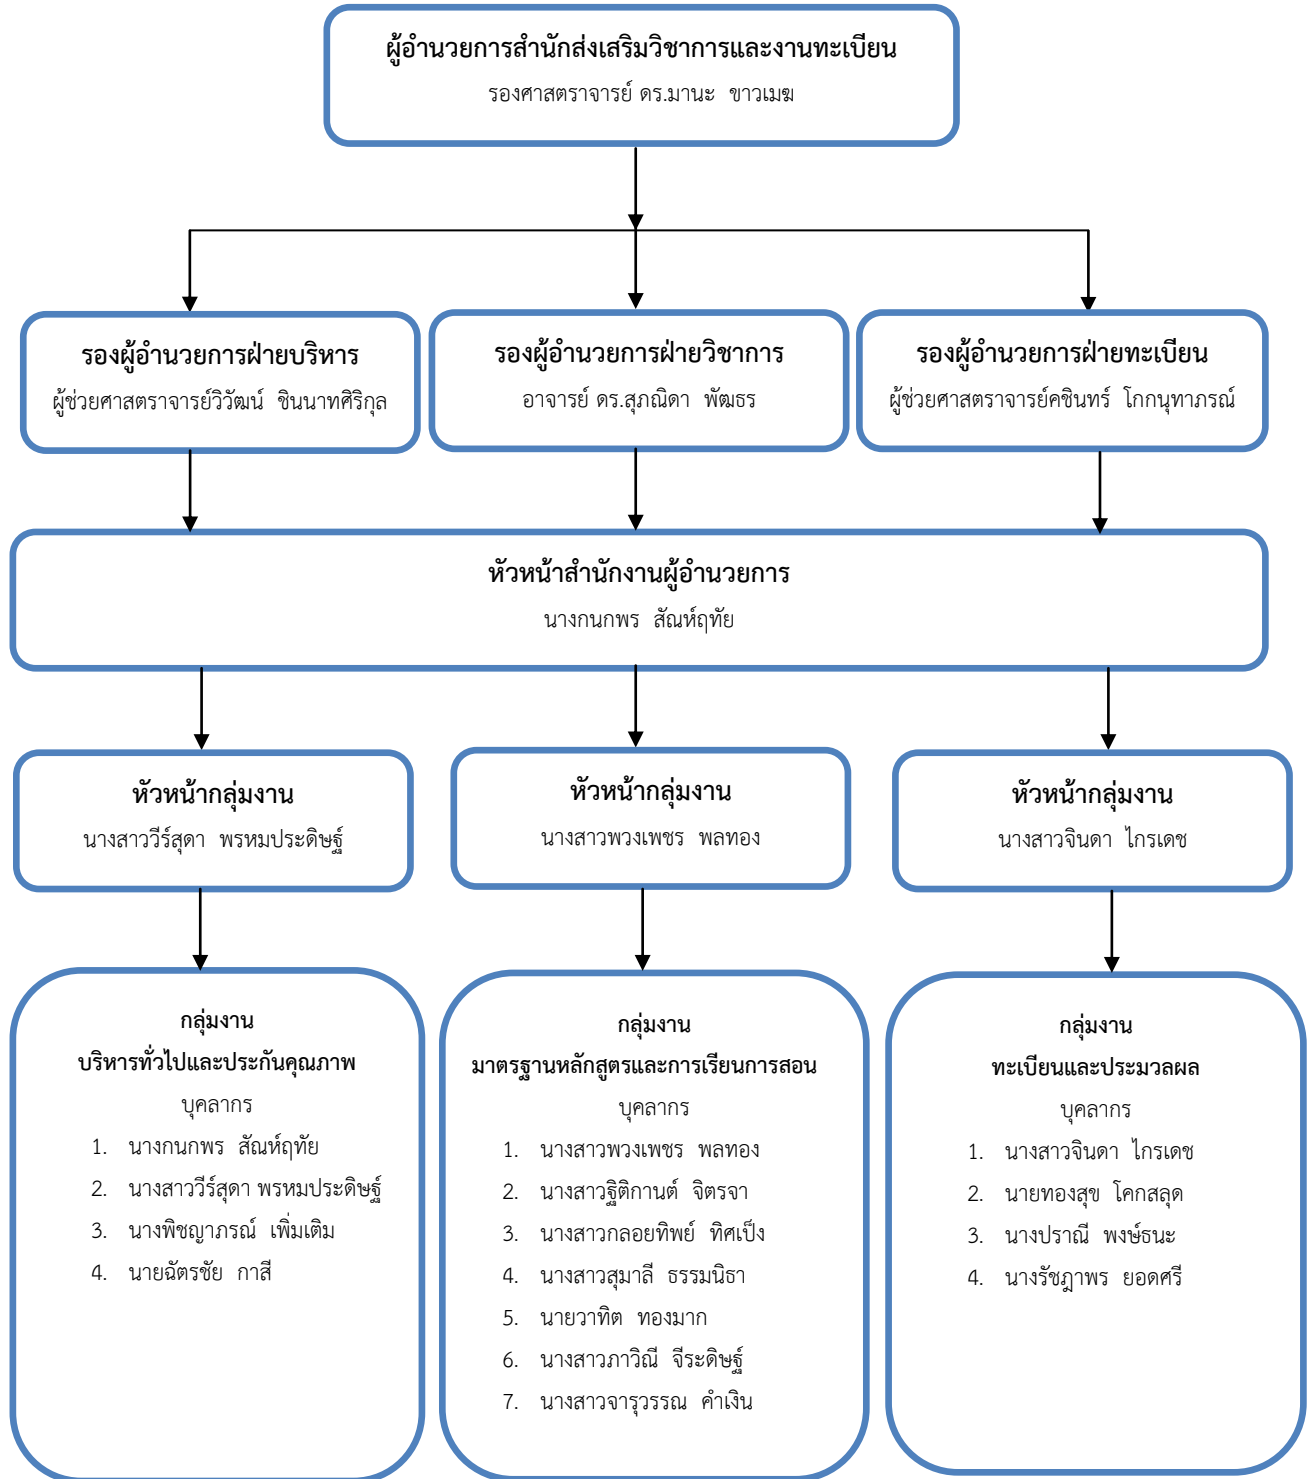 ผู้อำนวยการสำนักส่งเสริมวิชาการและงานทะเบียน
รองศาสตราจารย์ ดร.มานะ ขาวเมฆ
รองผู้อำนวยการฝ่ายบริหาร
ผู้ช่วยศาสตราจารย์วิวัฒน์ ชินนาทศิริกุล
รองผู้อำนวยการฝ่ายวิชาการ
อาจารย์ ดร.สุภณิดา พัฒธร
รองผู้อำนวยการฝ่ายทะเบียน
ผู้ช่วยศาสตราจารย์คชินทร์ โกกนุทาภรณ์
หัวหน้าสำนักงานผู้อำนวยการ
นางกนกพร สัณห์ฤทัย
หัวหน้ากลุ่มงาน
นางสาววีร์สุดา พรหมประดิษฐ์
หัวหน้ากลุ่มงาน
นางสาวพวงเพชร พลทอง
หัวหน้ากลุ่มงาน
นางสาวจินดา ไกรเดช
กลุ่มงาน
บริหารทั่วไปและประกันคุณภาพ
บุคลากร
1. นางกนกพร สัณห์ฤทัย
2. นางสาววีร์สุดา พรหมประดิษฐ์
3. นางพิชญาภรณ์ เพิ่มเติม
4. นายฉัตรชัย กาสี
กลุ่มงาน
มาตรฐานหลักสูตรและการเรียนการสอน
บุคลากร
1. นางสาวพวงเพชร พลทอง
2. นางสาวฐิติกานต์ จิตรจา
3. นางสาวกลอยทิพย์ ทิศเป็ง
4. นางสาวสุมาลี ธรรมนิธา
5. นายวาทิต ทองมาก
6. นางสาวภาวิณี จีระดิษฐ์
7. นางสาวจารุวรรณ คำเงิน
กลุ่มงาน
ทะเบียนและประมวลผล
บุคลากร
1. นางสาวจินดา ไกรเดช
2. นายทองสุข โคกสลุด
3. นางปราณี พงษ์ธนะ
4. นางรัชฎาพร ยอดศรี